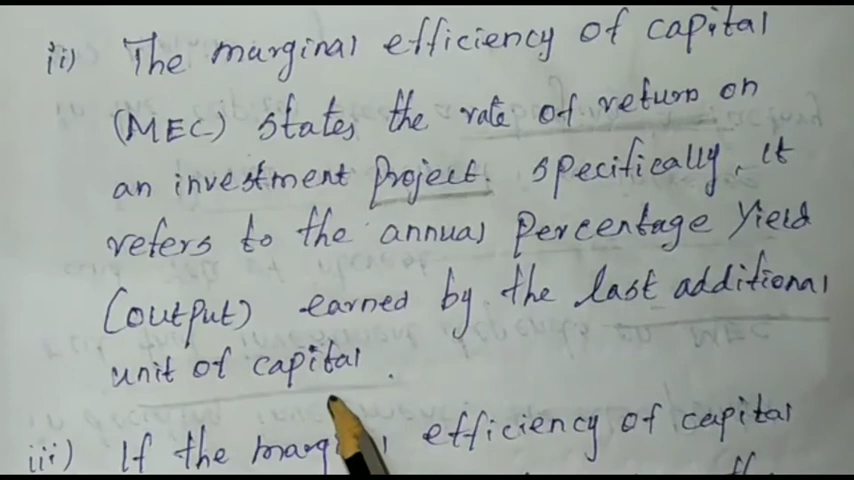 ii) The marginal efficiency of capital
(MEC) states the rate of return on
an investment project. specifically, it
refers to the annual percentage yield
(output) earned by the last additional
unit of capital.
iii) If the efficiency of capital